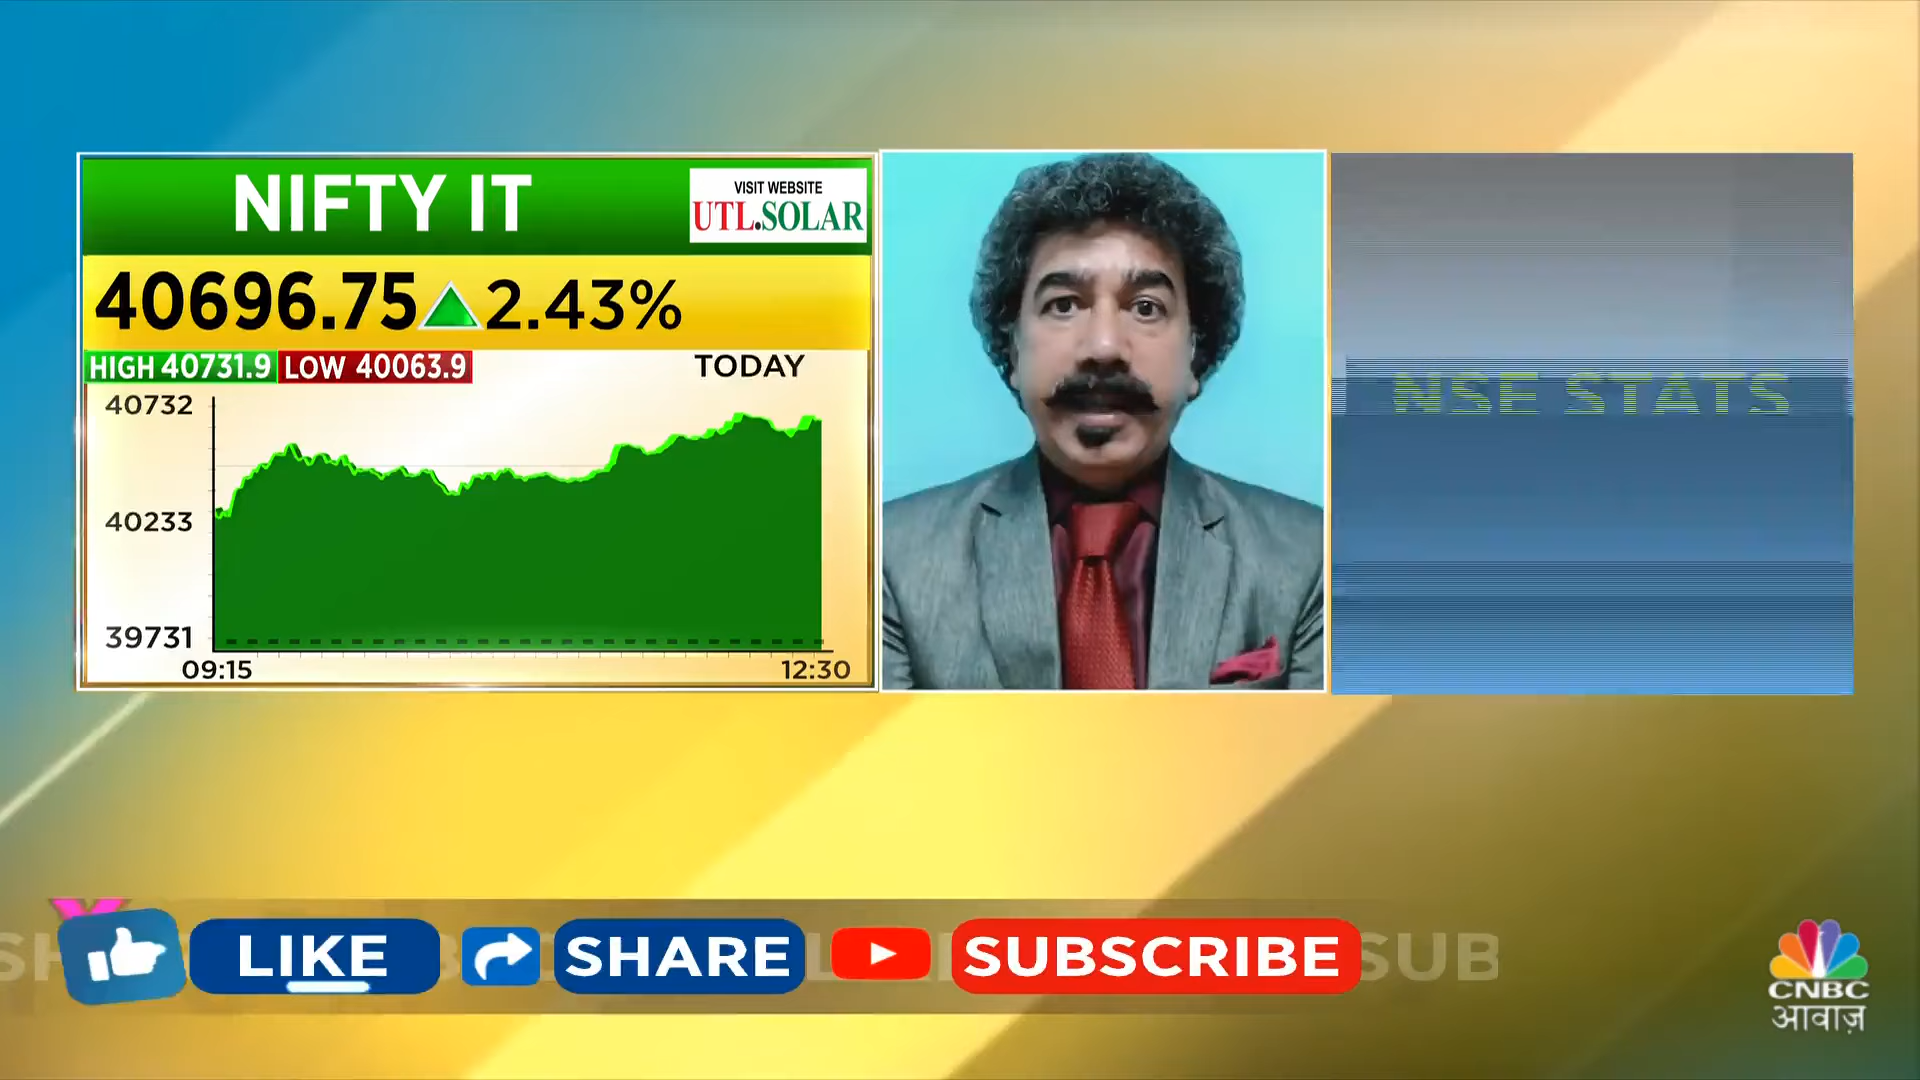 NIFTY IT
VISIT WEBSITE
UTL.SOLAR
40696.75 2.43%
HIGH 40731.9 LOW 40063.9 TODAY
40732
40233
39731
09:15 12:30
NSE STATS
LIKE SHARE SUBSCRIBE SUB
CNBC
आवाज़